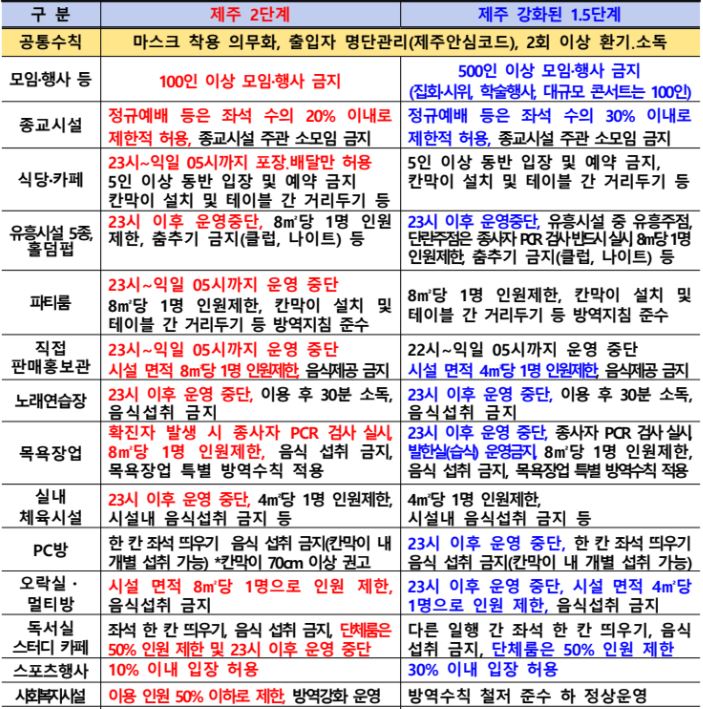 구 분 제주 2단계 제주 강화된 1.5단계
공통수칙 마스크 착용 의무화, 출입자 명단관리(제주안심코드), 2회 이상 환기.소독
모임·행사 등
100인 이상 모임·행사 금지
500인 이상 모임·행사 금지
(집회·시위, 학술행사, 대규모 콘서트는 100인)
종교시설
정규예배 등은 좌석 수의 20% 이내로
제한적 허용, 종교시설 주관 소모임 금지
정규예배 등은 좌석 수의 30% 이내로
제한적 허용, 종교시설 주관 소모임 금지
식당·카페
23시~익일 05시까지 포장.배달만 허용
5인 이상 동반 입장 및 예약 금지
칸막이 설치 및 테이블 간 거리두기 등
5인 이상 동반 입장 및 예약 금지,
칸막이 설치 및 테이블 간 거리두기 등
유흥시설 5종,
홀덤펍
23시 이후 운영중단, 8㎡당 1명 인원
제한, 춤추기 금지(클럽, 나이트) 등
23시 이후 운영중단, 유흥시설 중 유흥주점,
단란주점은 종사자 PCR 검사 반드시 실시 8㎡당 1명
인원제한, 춤추기 금지(클럽, 나이트) 등
파티룸
23시~익일 05시까지 운영 중단
8㎡당 1명 인원제한, 칸막이 설치 및
테이블 간 거리두기 등 방역지침 준수
8㎡당 1명 인원제한, 칸막이 설치 및
테이블 간 거리두기 등 방역지침 준수
직접
판매홍보관
23시~익일 05시까지 운영 중단
시설 면적 8㎡당 1명 인원제한, 음식제공 금지
22시~익일 05시까지 운영 중단
시설 면적 4㎡당 1명 인원제한, 음식제공 금지
노래연습장
23시 이후 운영 중단, 이용 후 30분 소독,
음식섭취 금지
23시 이후 운영 중단, 이용 후 30분 소독,
음식섭취 금지
목욕장업
확진자 발생 시 종사자 PCR 검사 실시,
8㎡당 1명 인원제한, 음식 섭취 금지,
목욕장업 특별 방역수칙 적용
23시 이후 운영 중단, 종사자 PCR 검사 실시,
발한실(습식) 운영금지, 8㎡당 1명 인원제한,
음식 섭취 금지, 목욕장업 특별 방역수칙 적용
실내
체육시설
23시 이후 운영 중단, 4㎡당 1명 인원제한,
시설내 음식섭취 금지 등
4㎡당 1명 인원제한,
시설내 음식섭취 금지 등
PC방
한 칸 좌석 띄우기 음식 섭취 금지(칸막이 내
개별 섭취 가능) *칸막이 70cm 이상 권고
23시 이후 운영 중단, 한 칸 좌석 띄우기
음식 섭취 금지(칸막이 내 개별 섭취 가능)
오락실·
멀티방
시설 면적 8㎡당 1명으로 인원 제한,
음식섭취 금지
23시 이후 운영 중단, 시설 면적 4㎡당
1명으로 인원 제한, 음식섭취 금지
독서실
스터디 카페
좌석 한 칸 띄우기, 음식 섭취 금지, 단체룸은
50% 인원 제한 및 23시 이후 운영 중단
다른 일행 간 좌석 한 칸 띄우기, 음식
섭취 금지, 단체룸은 50% 인원 제한
스포츠행사 10% 이내 입장 허용 30% 이내 입장 허용
사회복지시설 이용 인원 50% 이하로 제한, 방역강화 운영 방역수칙 철저 준수 하 정상운영